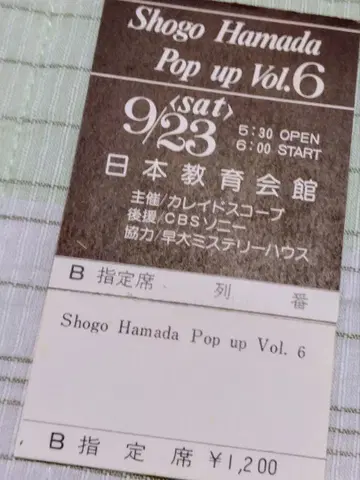 Shogo Hamada
Pop up Vol.6
9/23 〈sat〉 5:30 OPEN
6:00 START
日本教育会館
主催/カレイドスコープ
後援/CBSソニー
協力/早大ミステリーハウス
B 指定席 列 番
Shogo Hamada Pop up Vol. 6
B 指 定 席 ¥1,200